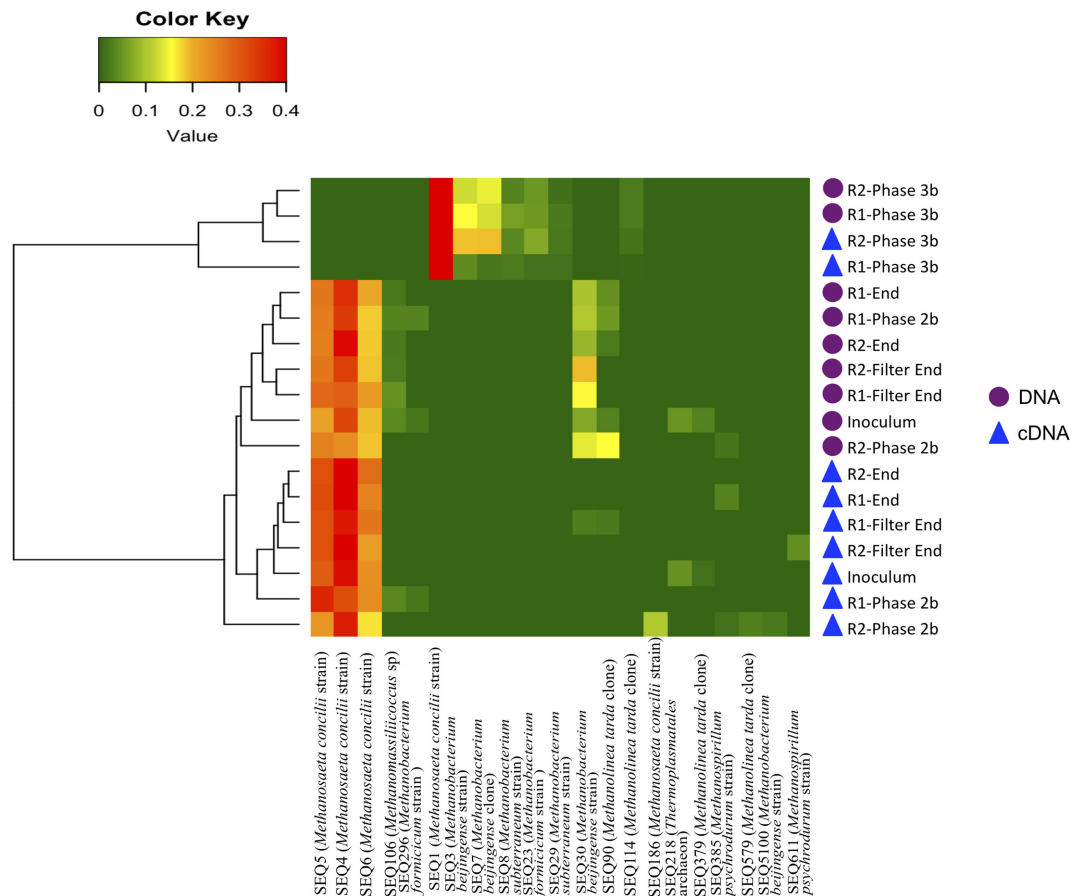 Color Key
0 0.1 0.2 0.3 0.4
Value
R2-Phase 3b
R1-Phase 3b
R2-Phase 3b
R1-Phase 3b
R1-End
R1-Phase 2b
R2-End
R2-Filter End
R1-Filter End
Inoculum
R2-Phase 2b
R2-End
R1-End
R1-Filter End
R2-Filter End
Inoculum
R1-Phase 2b
R2-Phase 2b
DNA
cDNA
SEQ5 (Methanosaeta concilii strain)
SEQ4 (Methanosaeta concilii strain)
SEQ6 (Methanosaeta concilii strain)
SEQ106 (Methanomassiliicoccus sp)
SEQ296 (Methanobacterium
formicicum strain )
SEQ1 (Methanosaeta concilii strain)
SEQ3 (Methanobacterium
beijingense strain)
SEQ7 (Methanobacterium
beijingense clone)
SEQ8 (Methanobacterium
subterraneum strain)
SEQ23 (Methanobacterium
formicicum strain )
SEQ29 (Methanobacterium
subterraneum strain)
SEQ30 (Methanobacterium
beijingense strain)
SEQ90 (Methanolinea tarda clone)
SEQ114 (Methanolinea tarda clone)
SEQ186 (Methanosaeta concilii strain)
SEQ218 (Thermoplasmatales
archaeon)
SEQ379 (Methanolinea tarda clone)
SEQ385 (Methanospirillum
psychrodurum strain)
SEQ579 (Methanolinea tarda clone)
SEQ5100 (Methanobacterium
beijingense strain)
SEQ611 (Methanospirillum
psychrodurum strain)